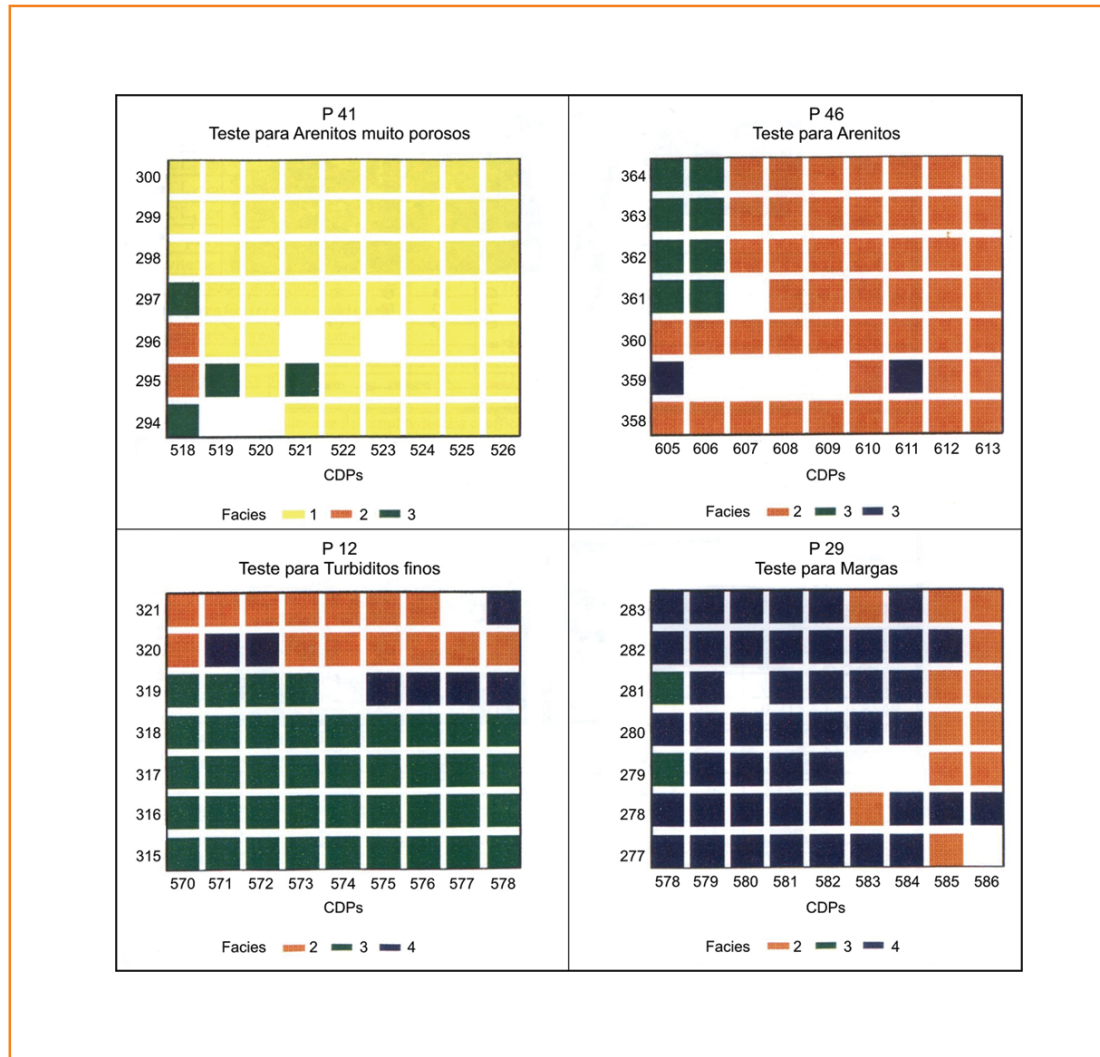 P 41
Teste para Arenitos muito porosos
300
299
298
297
296
295
294
518 519 520 521 522 523 524 525 526
CDPs
Facies 1 2 3
P 46
Teste para Arenitos
364
363
362
361
360
359
358
605 606 607 608 609 610 611 612 613
CDPs
Facies 2 3 3
P 12
Teste para Turbiditos finos
321
320
319
318
317
316
315
570 571 572 573 574 575 576 577 578
CDPs
Facies 2 3 4
P 29
Teste para Margas
283
282
281
280
279
278
277
578 579 580 581 582 583 584 585 586
CDPs
Facies 2 3 4